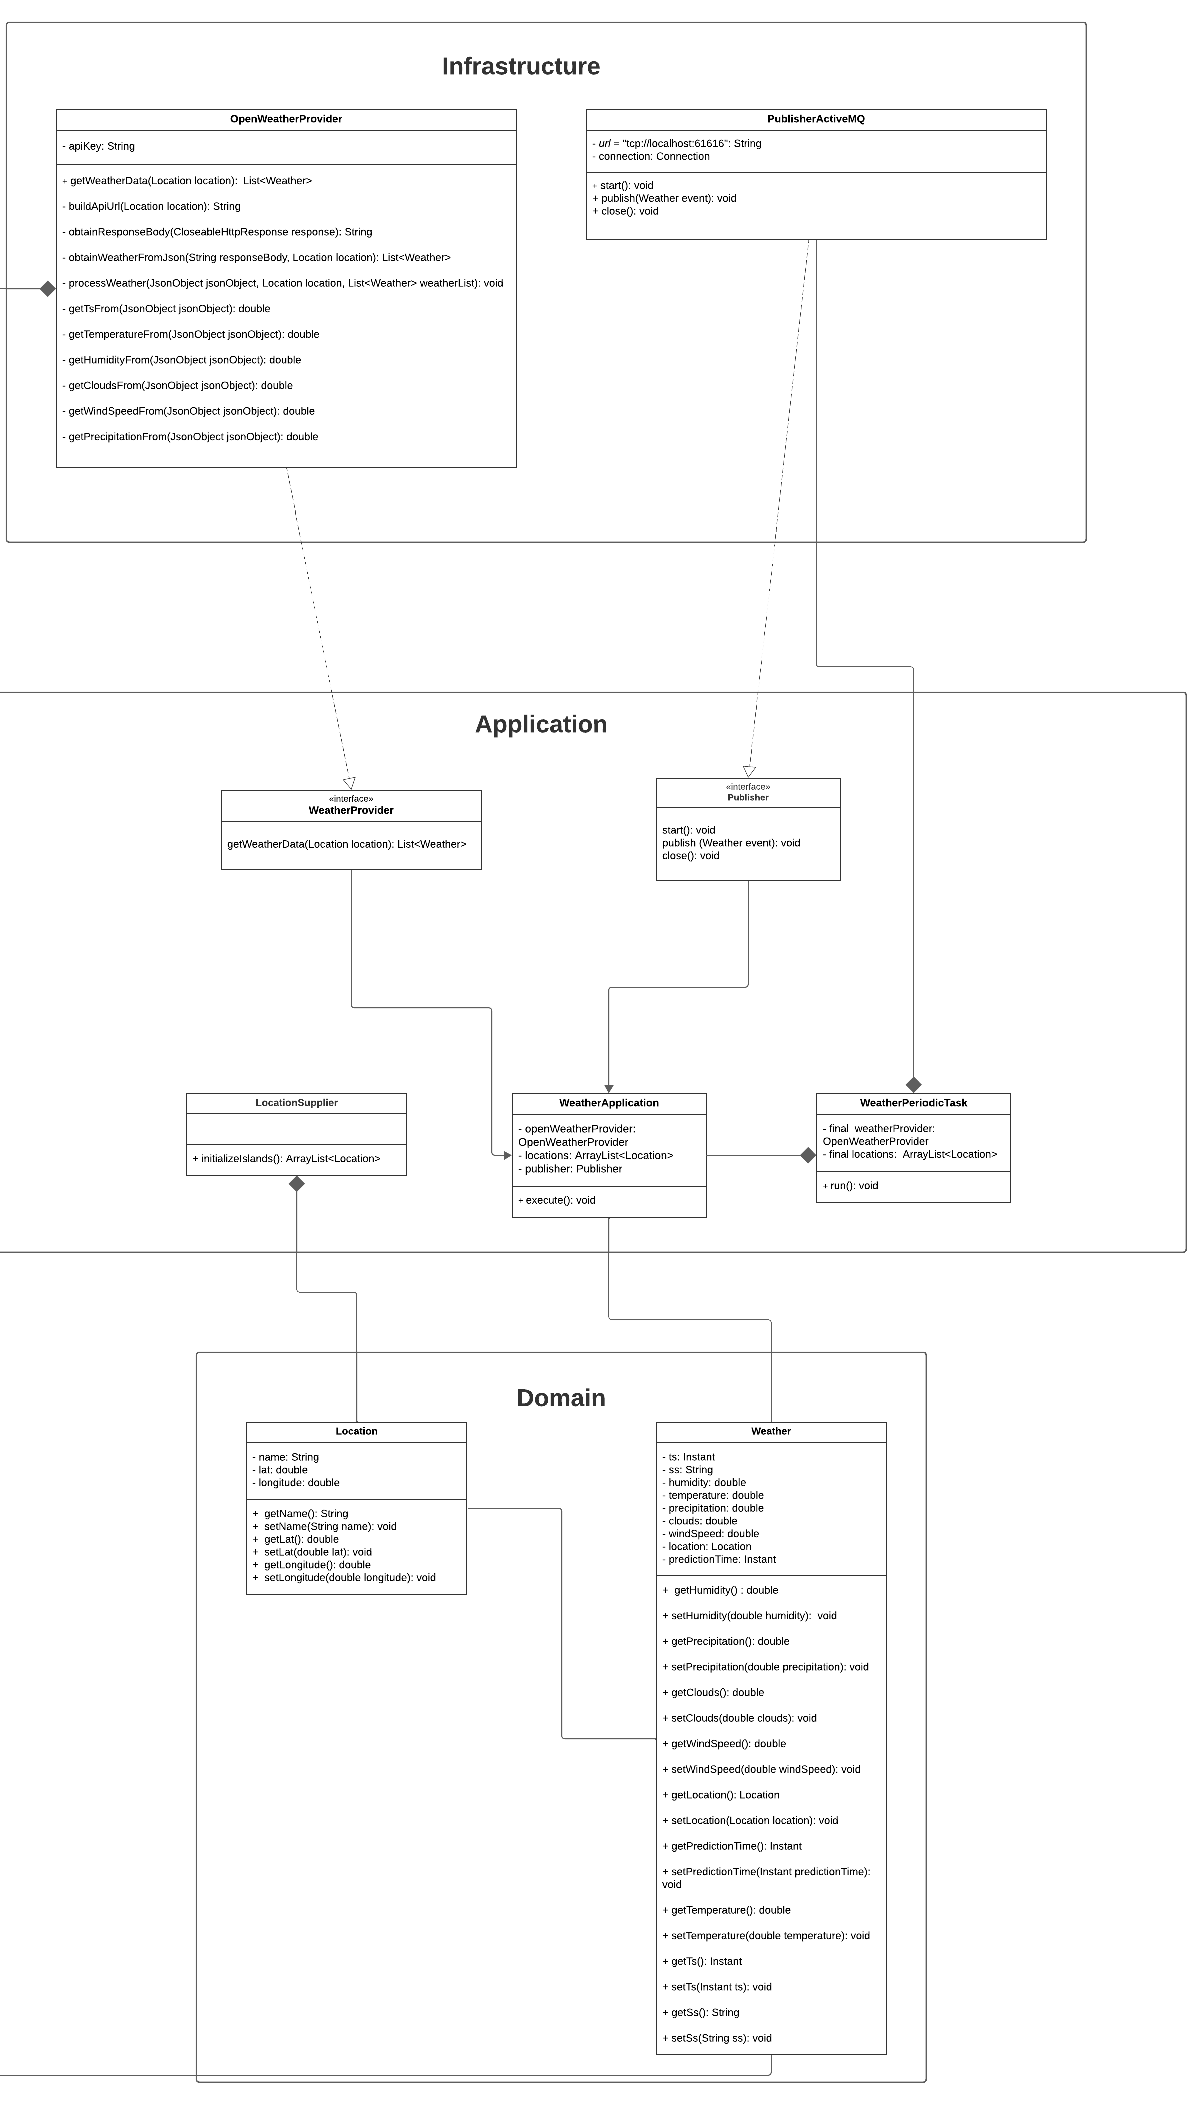 Infrastructure
OpenWeatherProvider
- apiKey: String
+ getWeatherData(Location location):  List<Weather>
- buildApiUrl(Location location): String
- obtainResponseBody(CloseableHttpResponse response): String
- obtainWeatherFromJson(String responseBody, Location location): List<Weather>
- processWeather(JsonObject jsonObject, Location location, List<Weather> weatherList): void
- getTsFrom(JsonObject jsonObject): double
- getTemperatureFrom(JsonObject jsonObject): double
- getHumidityFrom(JsonObject jsonObject): double
- getCloudsFrom(JsonObject jsonObject): double
- getWindSpeedFrom(JsonObject jsonObject): double
- getPrecipitationFrom(JsonObject jsonObject): double
PublisherActiveMQ
- url = "tcp://localhost:61616": String
- connection: Connection
+ start(): void
+ publish(Weather event): void
+ close(): void
Application
«interface»
WeatherProvider
getWeatherData(Location location): List<Weather>
«interface»
Publisher
start(): void
publish (Weather event): void
close(): void
LocationSupplier
+ initializeIslands(): ArrayList<Location>
WeatherApplication
- openWeatherProvider:
OpenWeatherProvider
- locations: ArrayList<Location>
- publisher: Publisher
+ execute(): void
WeatherPeriodicTask
- final  weatherProvider:
OpenWeatherProvider
- final locations:  ArrayList<Location>
+ run(): void
Domain
Location
- name: String
- lat: double
- longitude: double
+  getName(): String
+  setName(String name): void
+  getLat(): double
+  setLat(double lat): void
+  getLongitude(): double
+  setLongitude(double longitude): void
Weather
- ts: Instant
- ss: String
- humidity: double
- temperature: double
- precipitation: double
- clouds: double
- windSpeed: double
- location: Location
- predictionTime: Instant
+  getHumidity() : double
+ setHumidity(double humidity):  void
+ getPrecipitation(): double
+ setPrecipitation(double precipitation): void
+ getClouds(): double
+ setClouds(double clouds): void
+ getWindSpeed(): double
+ setWindSpeed(double windSpeed): void
+ getLocation(): Location
+ setLocation(Location location): void
+ getPredictionTime(): Instant
+ setPredictionTime(Instant predictionTime):
void
+ getTemperature(): double
+ setTemperature(double temperature): void
+ getTs(): Instant
+ setTs(Instant ts): void
+ getSs(): String
+ setSs(String ss): void